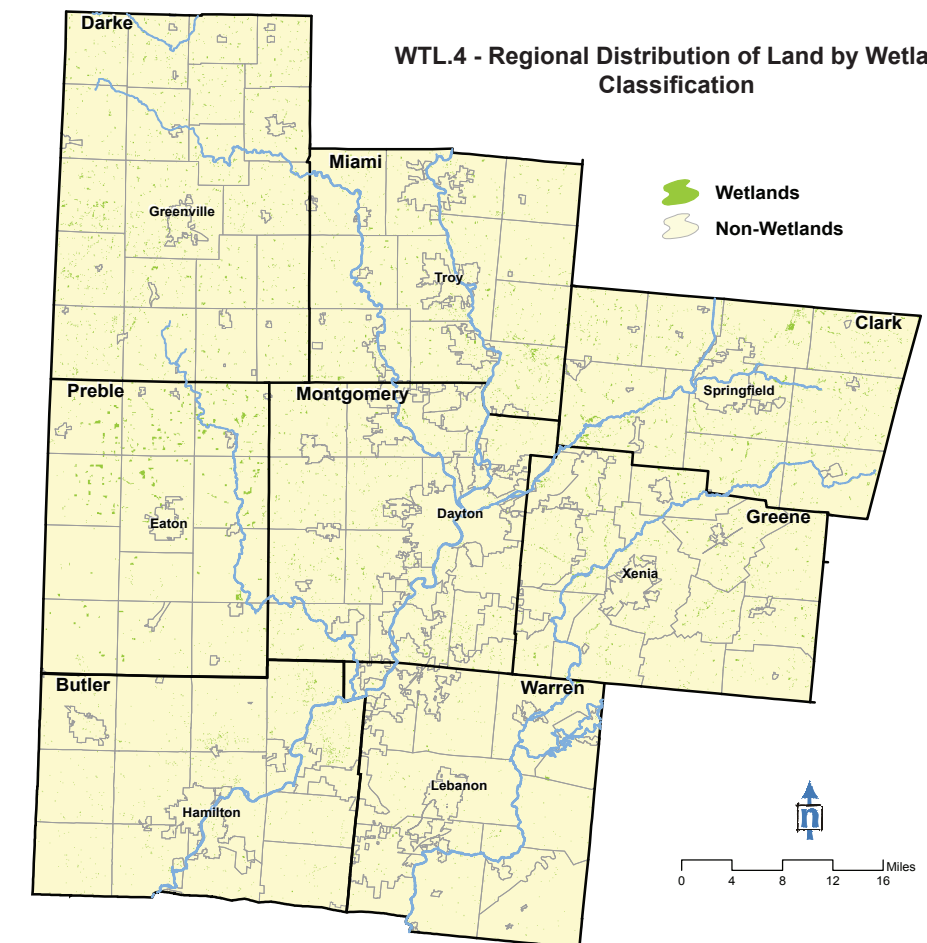 Darke
WTL.4 - Regional Distribution of Land by Wetla
Classification
Miami
Wetlands
Greenville
Non-Wetlands
Troy
Clark
Preble
Montgomery
Springfield
Dayton
Greene
Eaton
Xenia
Butler
Warren
Lebanon
Hamilton
n
Miles
0 4 8 12 16